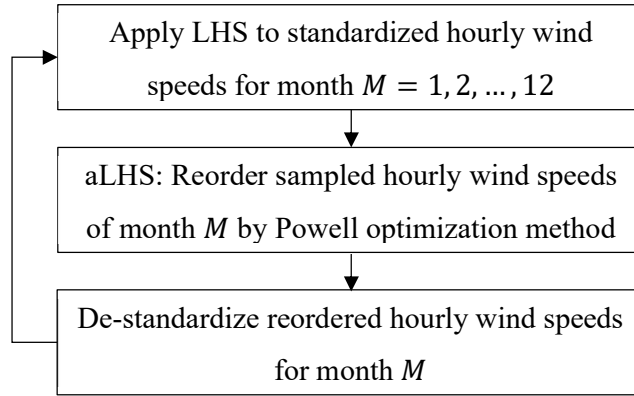 Apply LHS to standardized hourly wind
speeds for month 𝑀 = 1, 2, … , 12
aLHS: Reorder sampled hourly wind speeds
of month 𝑀 by Powell optimization method
De-standardize reordered hourly wind speeds
for month 𝑀